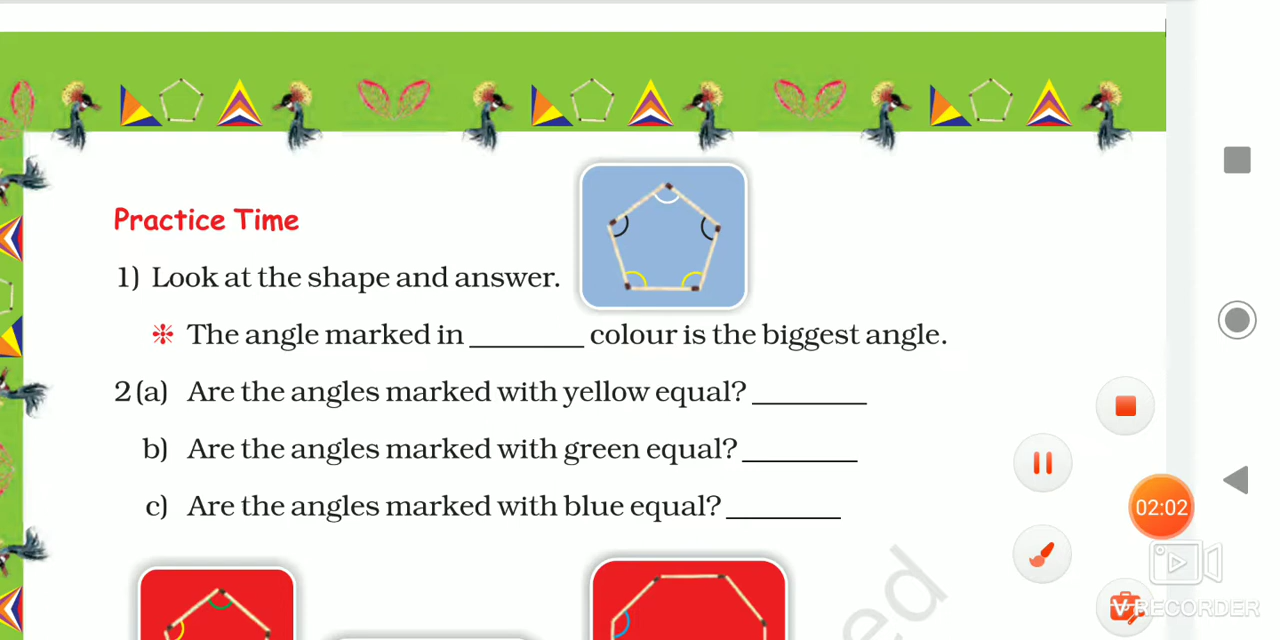 Practice Time
1) Look at the shape and answer.
❉ The angle marked in ________ colour is the biggest angle.
2 (a) Are the angles marked with yellow equal? ________
b) Are the angles marked with green equal? ________
c) Are the angles marked with blue equal? ________
ed
02:02
V RECORDER